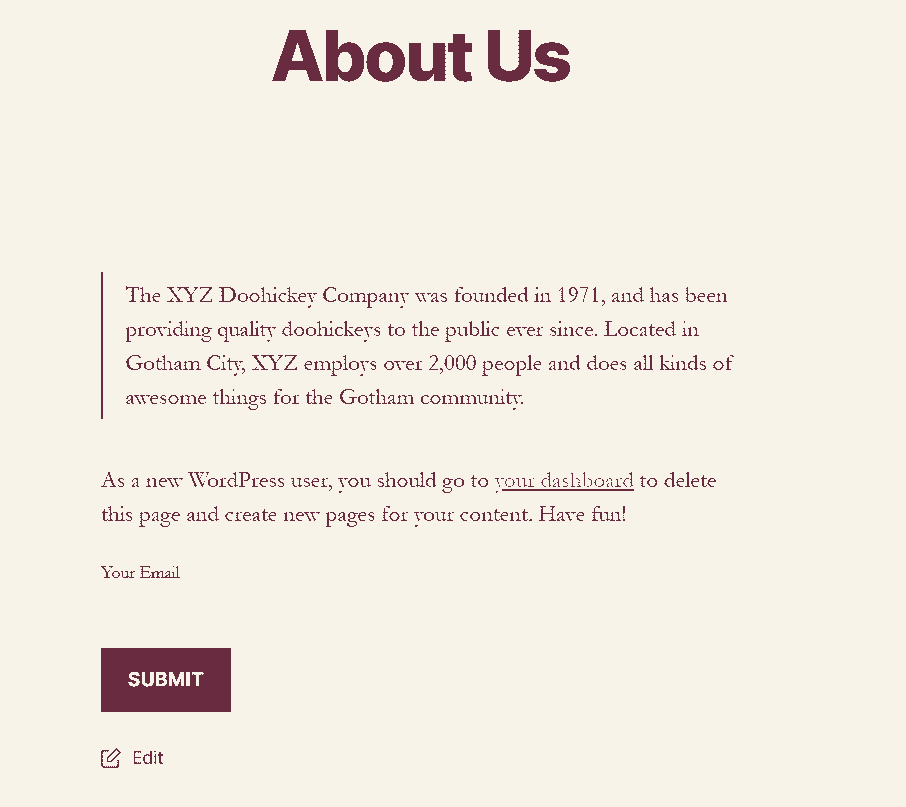 About Us
The XYZ Doohickey Company was founded in 1971, and has been
providing quality doohickeys to the public ever since. Located in
Gotham City, XYZ employs over 2,000 people and does all kinds of
awesome things for the Gotham community.
As a new WordPress user, you should go to your dashboard to delete
this page and create new pages for your content. Have fun!
Your Email
SUBMIT
Edit